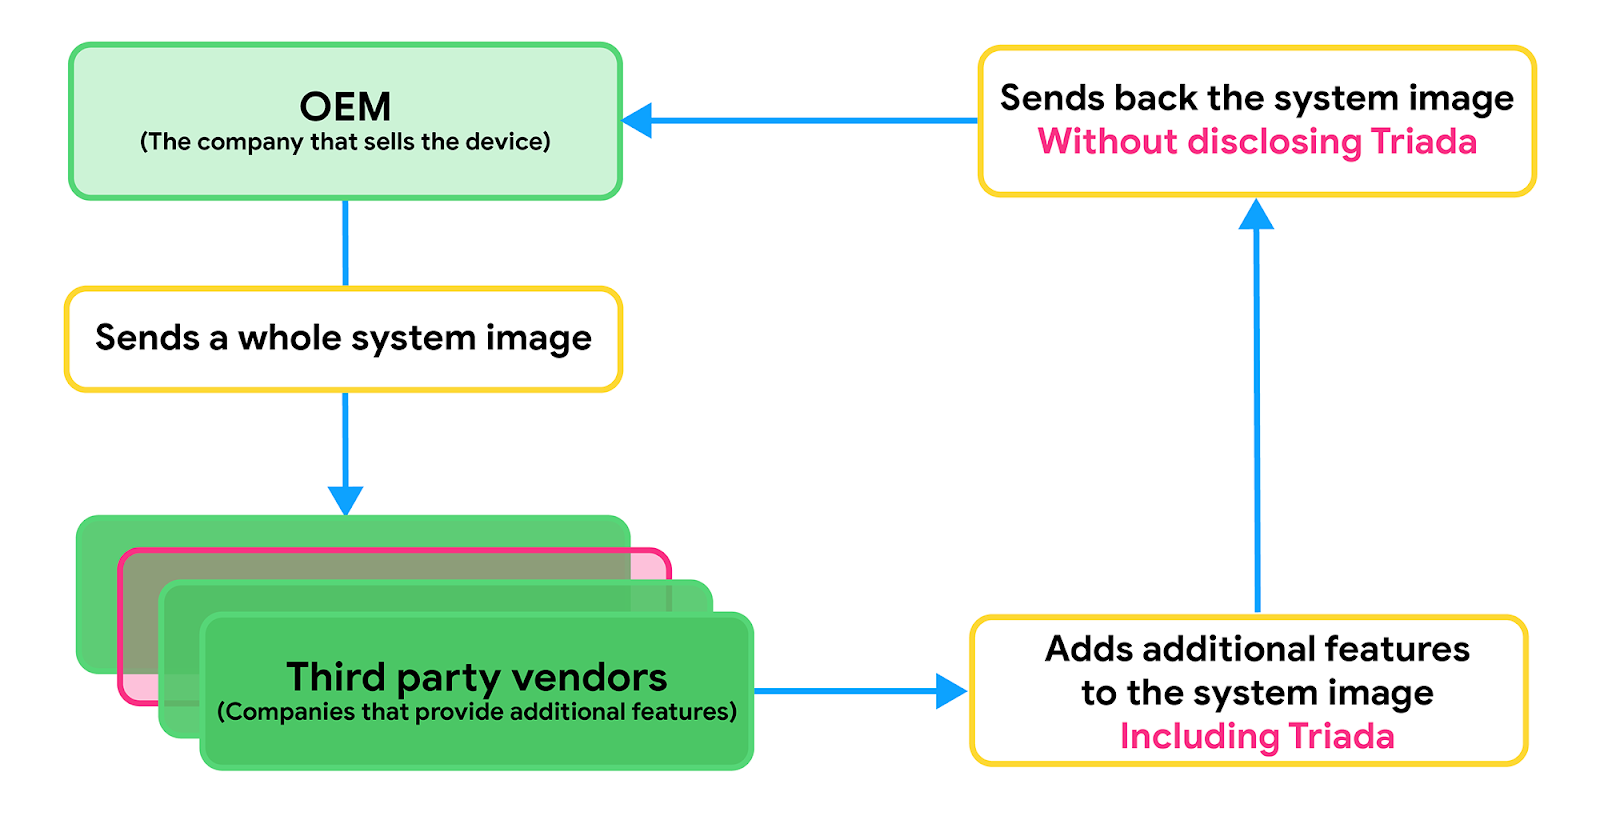 OEM
(The company that sells the device)
Sends a whole system image
Third party vendors
(Companies that provide additional features)
Adds additional features
to the system image
Including Triada
Sends back the system image
Without disclosing Triada